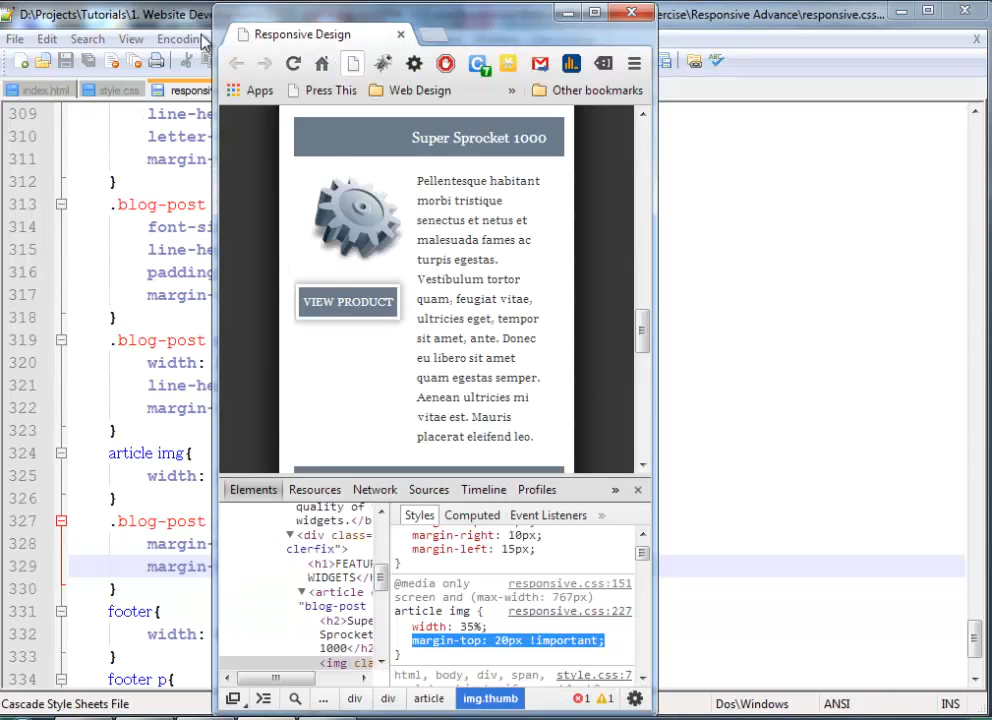 D:\Projects\Tutorials\1. Website Deve
ercise\Responsive Advance\responsive.css...
File Edit Search View Encodin
X
index.html style.css respons
309 line-he
310 letter-
311 margin-
312 }
313 .blog-post
314 font-si
315 line-he
316 padding
317 margin-
318 }
319 .blog-post
320 width:
321 line-he
322 margin-
323 }
324 article img{
325 width:
326 }
327 .blog-post
328 margin-
329 margin-
330 }
331 footer{
332 width:
333 }
334 footer p{
Cascade Style Sheets File
Dos\Windows ANSI INS
Responsive Design
7
Apps Press This Web Design » Other bookmarks
Super Sprocket 1000
Pellentesque habitant
morbi tristique
senectus et netus et
malesuada fames ac
turpis egestas.
Vestibulum tortor
quam, feugiat vitae,
ultricies eget, tempor
sit amet, ante. Donec
eu libero sit amet
quam egestas semper.
Aenean ultricies mi
vitae est. Mauris
placerat eleifend leo.
VIEW PRODUCT
Elements Resources Network Sources Timeline Profiles »
quality of
widgets.</b
<div class=
clerfix">
<h1>FEATU
WIDGETS</h
<article
"blog-post
<h2>Supe
Sprocket
1000</h2
<img cla
Styles Computed Event Listeners »
margin-right: 10px;
margin-left: 15px;
}
@media only responsive.css:151
screen and (max-width: 767px)
article img { responsive.css:227
width: 35%;
margin-top: 20px !important;
}
html, body, div, span, style.css:7
... div div article img.thumb 1 1